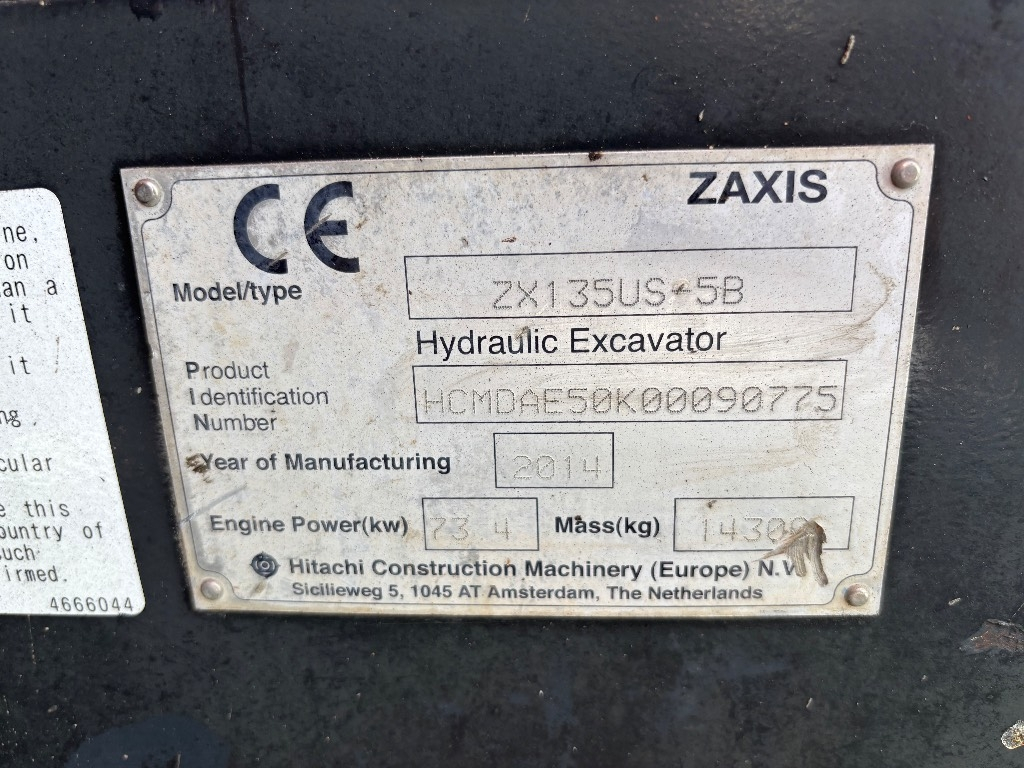 ne,
on
an a
it
it
ng
cular
e this
ountry of
uch
irmed.
4666044
CE
ZAXIS
Model/type ZX135US-5B
Hydraulic Excavator
Product
Identification HCMDAE50K00090775
Number
Year of Manufacturing 2014
Engine Power(kw) 73.4 Mass(kg) 14300
Hitachi Construction Machinery (Europe) N.V
Sicilieweg 5, 1045 AT Amsterdam, The Netherlands